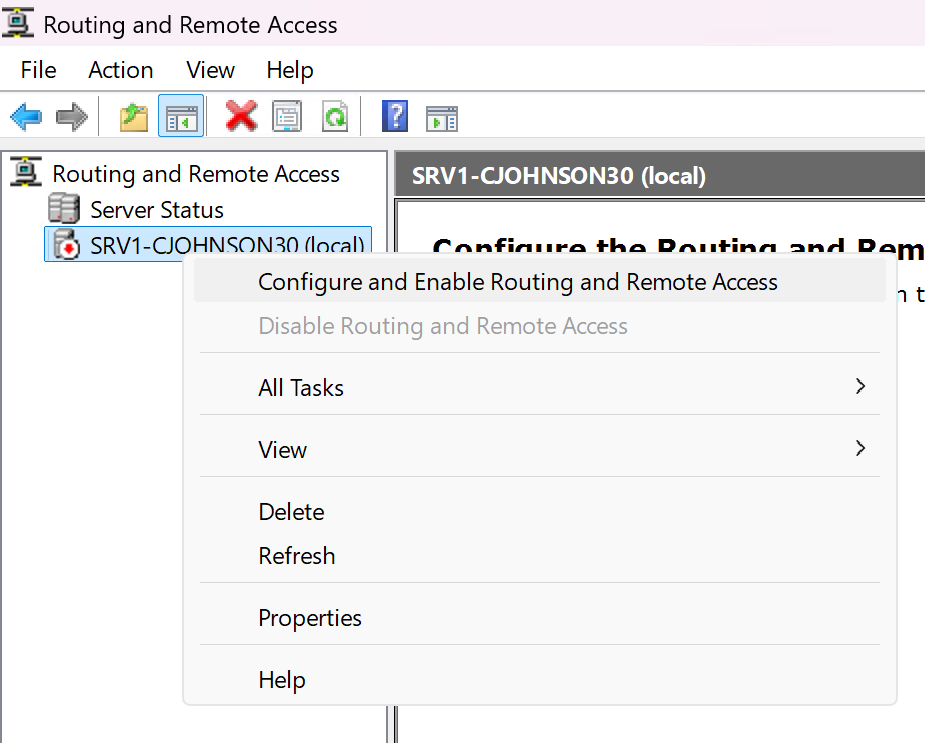 Routing and Remote Access
File Action View Help
Routing and Remote Access
Server Status
SRV1-CJOHNSON30 (local)
SRV1-CJOHNSON30 (local)
Configure the Routing and Rem
Configure and Enable Routing and Remote Access
Disable Routing and Remote Access
All Tasks
View
Delete
Refresh
Properties
Help